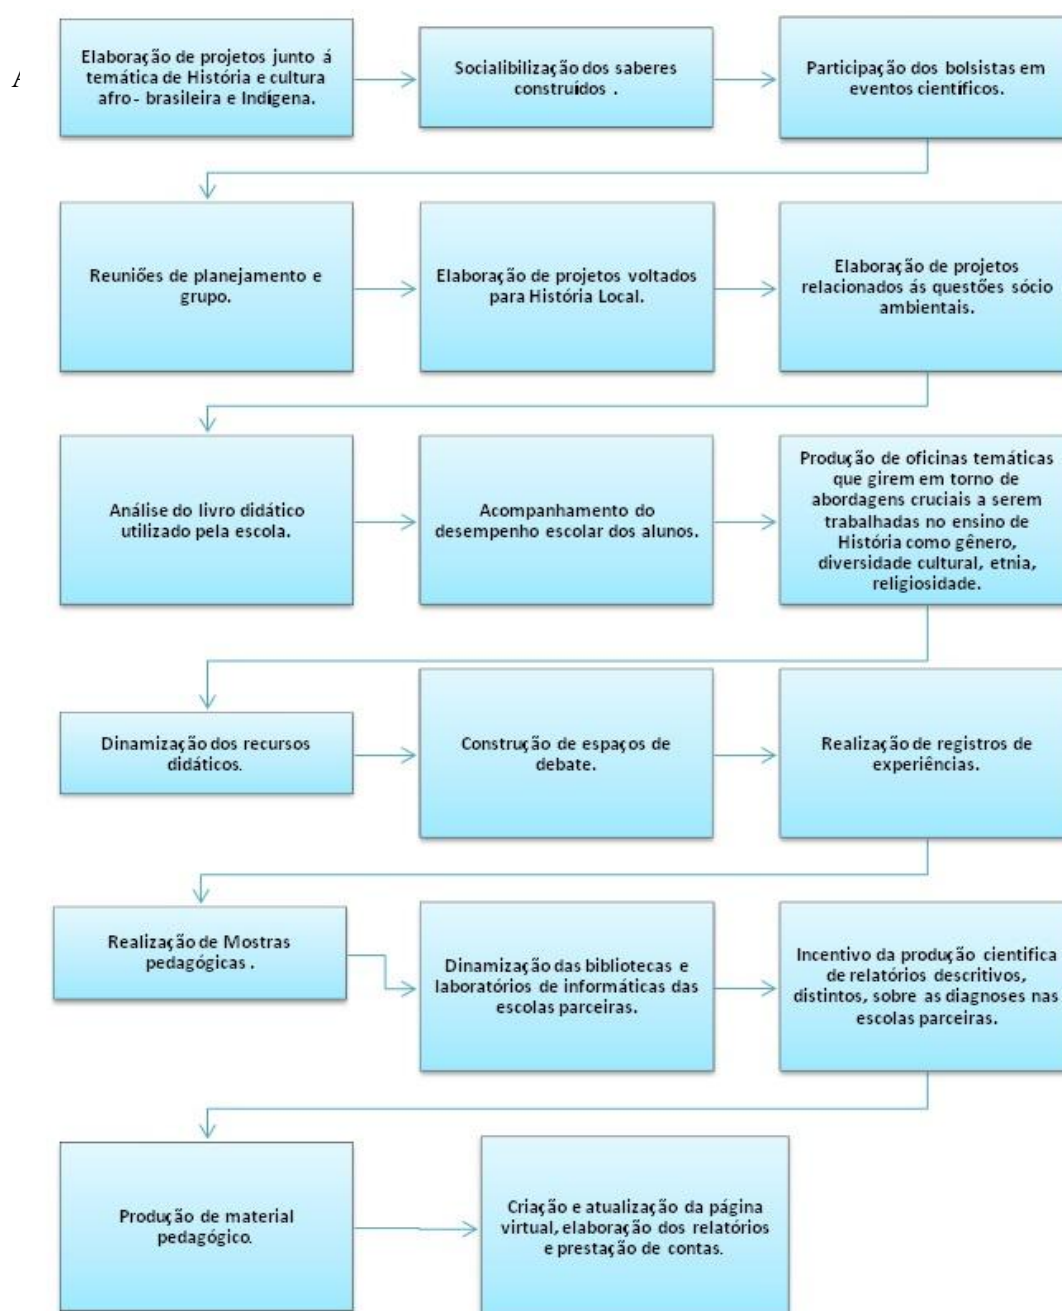 Elaboração de projetos junto á
temática de História e cultura
afro - brasileira e Indígena.
Socialibilização dos saberes
construídos .
Participação dos bolsistas em
eventos científicos.
Reuniões de planejamento e
grupo.
Elaboração de projetos voltados
para História Local.
Elaboração de projetos
relacionados ás questões sócio
ambientais.
Análise do livro didático
utilizado pela escola.
Acompanhamento do
desempenho escolar dos alunos.
Produção de oficinas temáticas
que girem em torno de
abordagens cruciais a serem
trabalhadas no ensino de
História como gênero,
diversidade cultural, etnia,
religiosidade.
Dinamização dos recursos
didáticos.
Construção de espaços de
debate.
Realização de registros de
experiências.
Realização de Mostras
pedagógicas .
Dinamização das bibliotecas e
laboratórios de informáticas das
escolas parceiras.
Incentivo da produção cientifica
de relatórios descritivos,
distintos, sobre as diagnoses nas
escolas parceiras.
Produção de material
pedagógico.
Criação e atualização da página
virtual, elaboração dos relatórios
e prestação de contas.